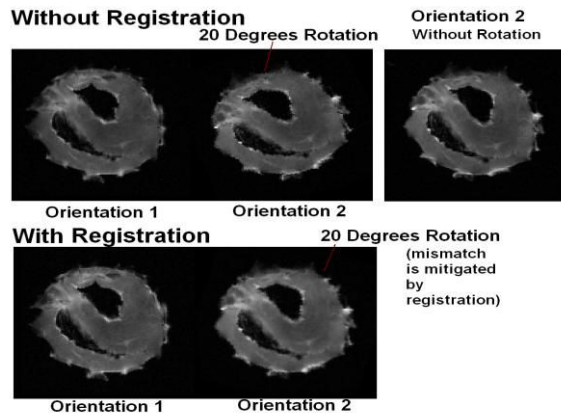 Without Registration
20 Degrees Rotation
Orientation 2
Without Rotation
Orientation 1
Orientation 2
With Registration
20 Degrees Rotation
(mismatch
is mitigated
by
registration)
Orientation 1
Orientation 2